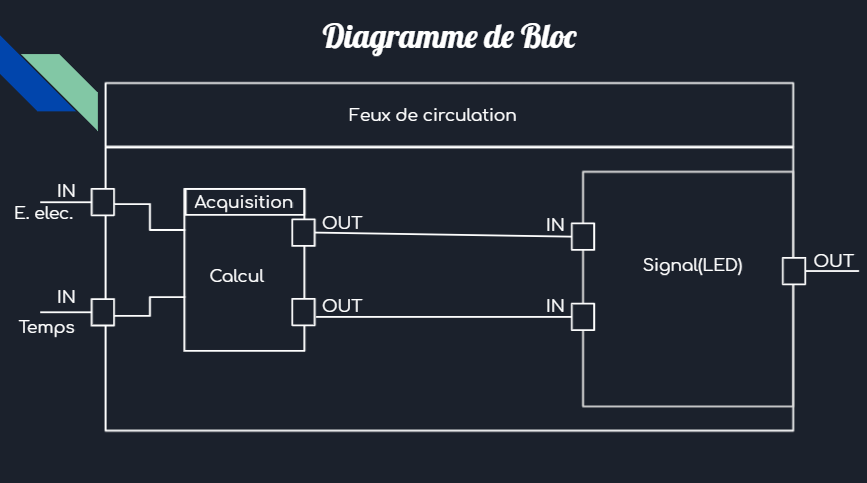 Diagramme de Bloc
Feux de circulation
IN
E. elec.
Acquisition
OUT
IN
Calcul
Signal(LED)
OUT
IN
Temps
OUT
IN